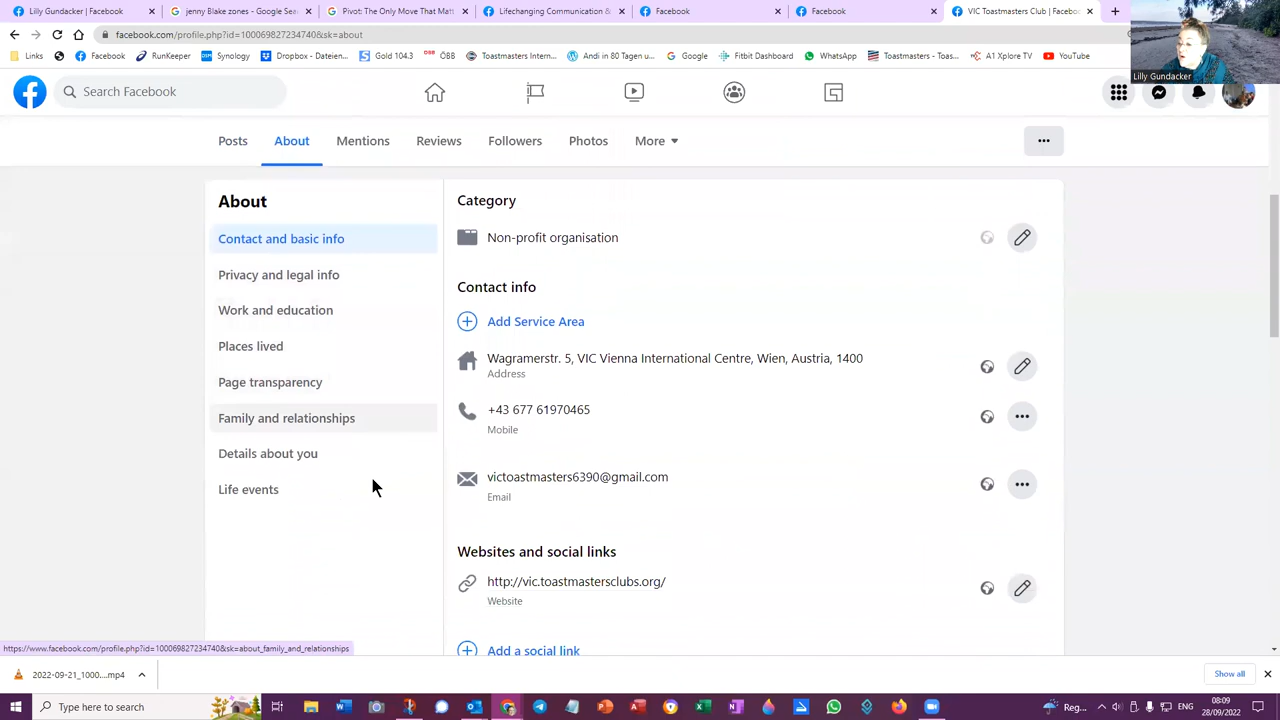 Lilly Gundacker | Facebook
jenny Blake zones - Google Sea
Pivot: The Only Move That Matt
Lifechanging Communication &
Facebook
Facebook
VIC Toastmasters Club | Facebook
facebook.com/profile.php?id=100069827234740&sk=about
Links
Facebook
RunKeeper
Synology
Dropbox - Dateien...
Gold 104.3
ÖBB
Toastmasters Intern...
Andi in 80 Tagen u...
Google
Fitbit Dashboard
WhatsApp
Toastmasters - Toas...
A1 Xplore TV
YouTube
Lilly Gundacker
Search Facebook
Posts
About
Mentions
Reviews
Followers
Photos
More
About
Contact and basic info
Privacy and legal info
Work and education
Places lived
Page transparency
Family and relationships
Details about you
Life events
Category
Non-profit organisation
Contact info
Add Service Area
Wagramerstr. 5, VIC Vienna International Centre, Wien, Austria, 1400
Address
+43 677 61970465
Mobile
victoastmasters6390@gmail.com
Email
Websites and social links
http://vic.toastmastersclubs.org/
Website
Add a social link
https://www.facebook.com/profile.php?id=100069827234740&sk=about_family_and_relationships
2022-09-21_1000....mp4
Show all
Type here to search
Reg...
08:09
28/09/2022